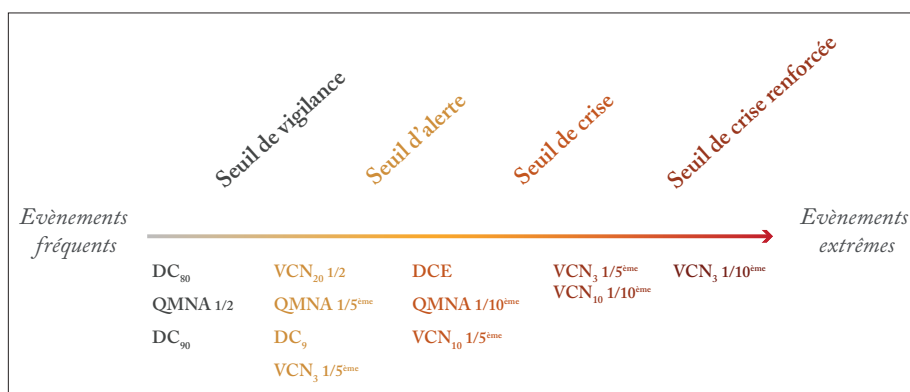 Seuil de vigilance
Seuil d'alerte
Seuil de crise
Seuil de crise renforcée
Evènements
fréquents
Evènements
extrêmes
DC80
QMNA 1/2
DC90
VCN20 1/2
QMNA 1/5ème
DC9
VCN3 1/5ème
DCE
QMNA 1/10ème
VCN10 1/5ème
VCN3 1/5ème
VCN10 1/10ème
VCN3 1/10ème